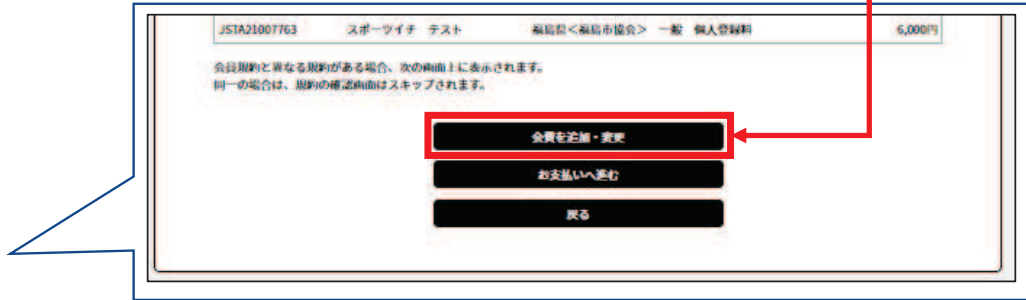 JSTA21007763 スポーツイチ テスト 福島県<福島市協会> 一般 個人登録料 6,000円
会員規約と異なる規約がある場合、次の画面上に表示されます。
同一の場合は、規約の確認画面はスキップされます。
会費を追加・変更
お支払いへ進む
戻る